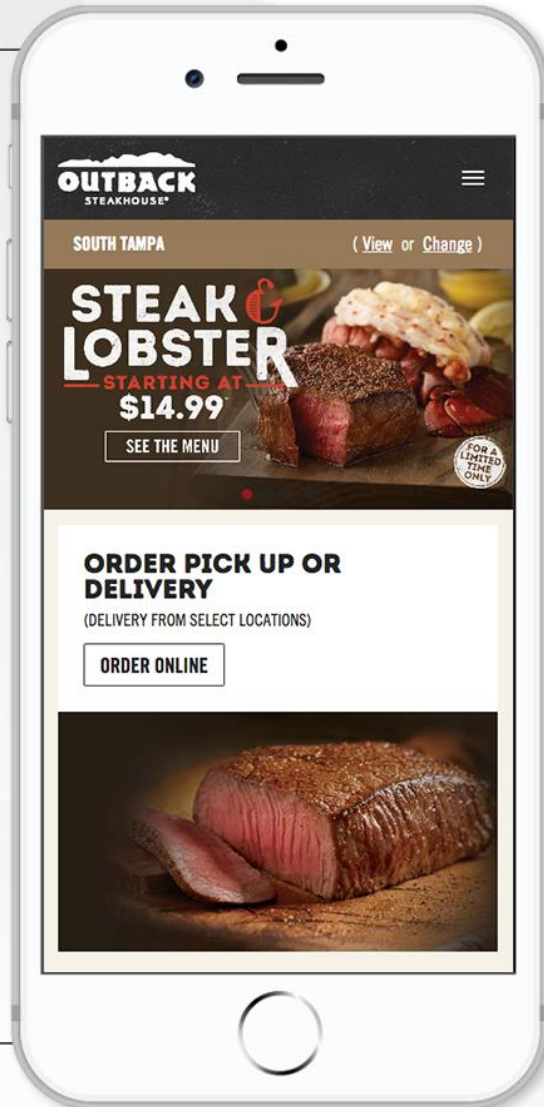 OUTBACK
STEAKHOUSE®
SOUTH TAMPA
( View or Change )
STEAK &
LOBSTER
STARTING AT
$14.99*
SEE THE MENU
FOR A
LIMITED
TIME
ONLY
ORDER PICK UP OR
DELIVERY
(DELIVERY FROM SELECT LOCATIONS)
ORDER ONLINE